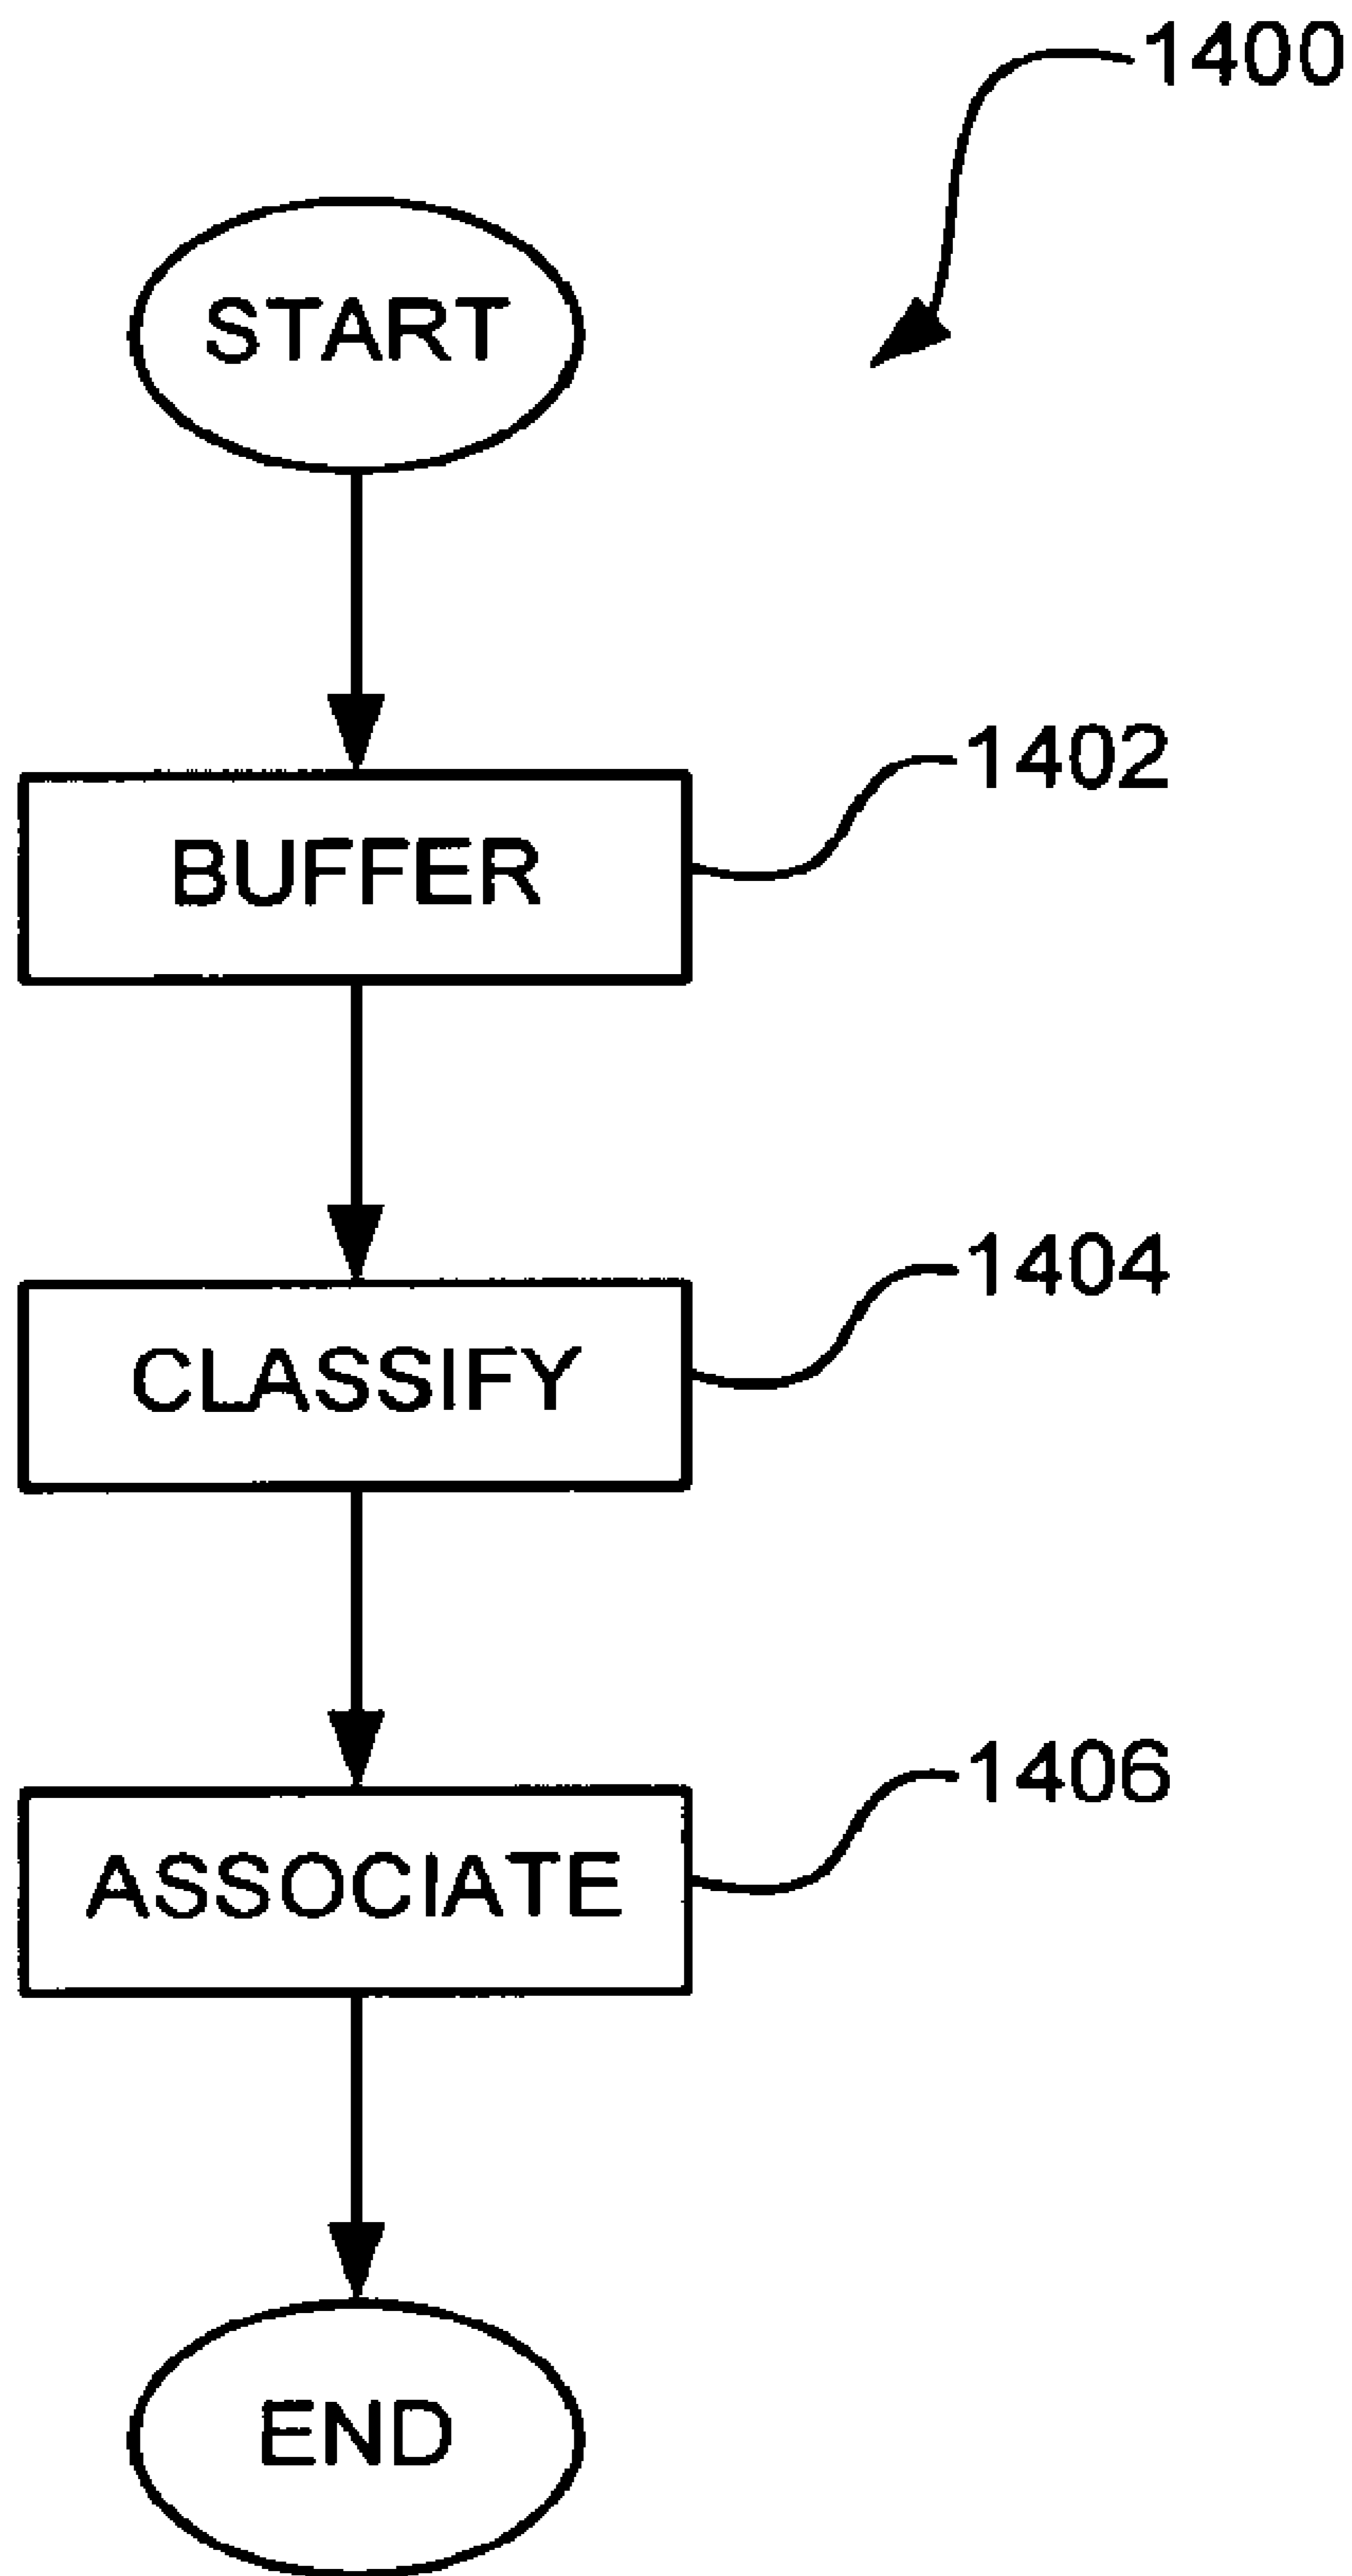 1400
START
1402
BUFFER
1404
CLASSIFY
1406
ASSOCIATE
END